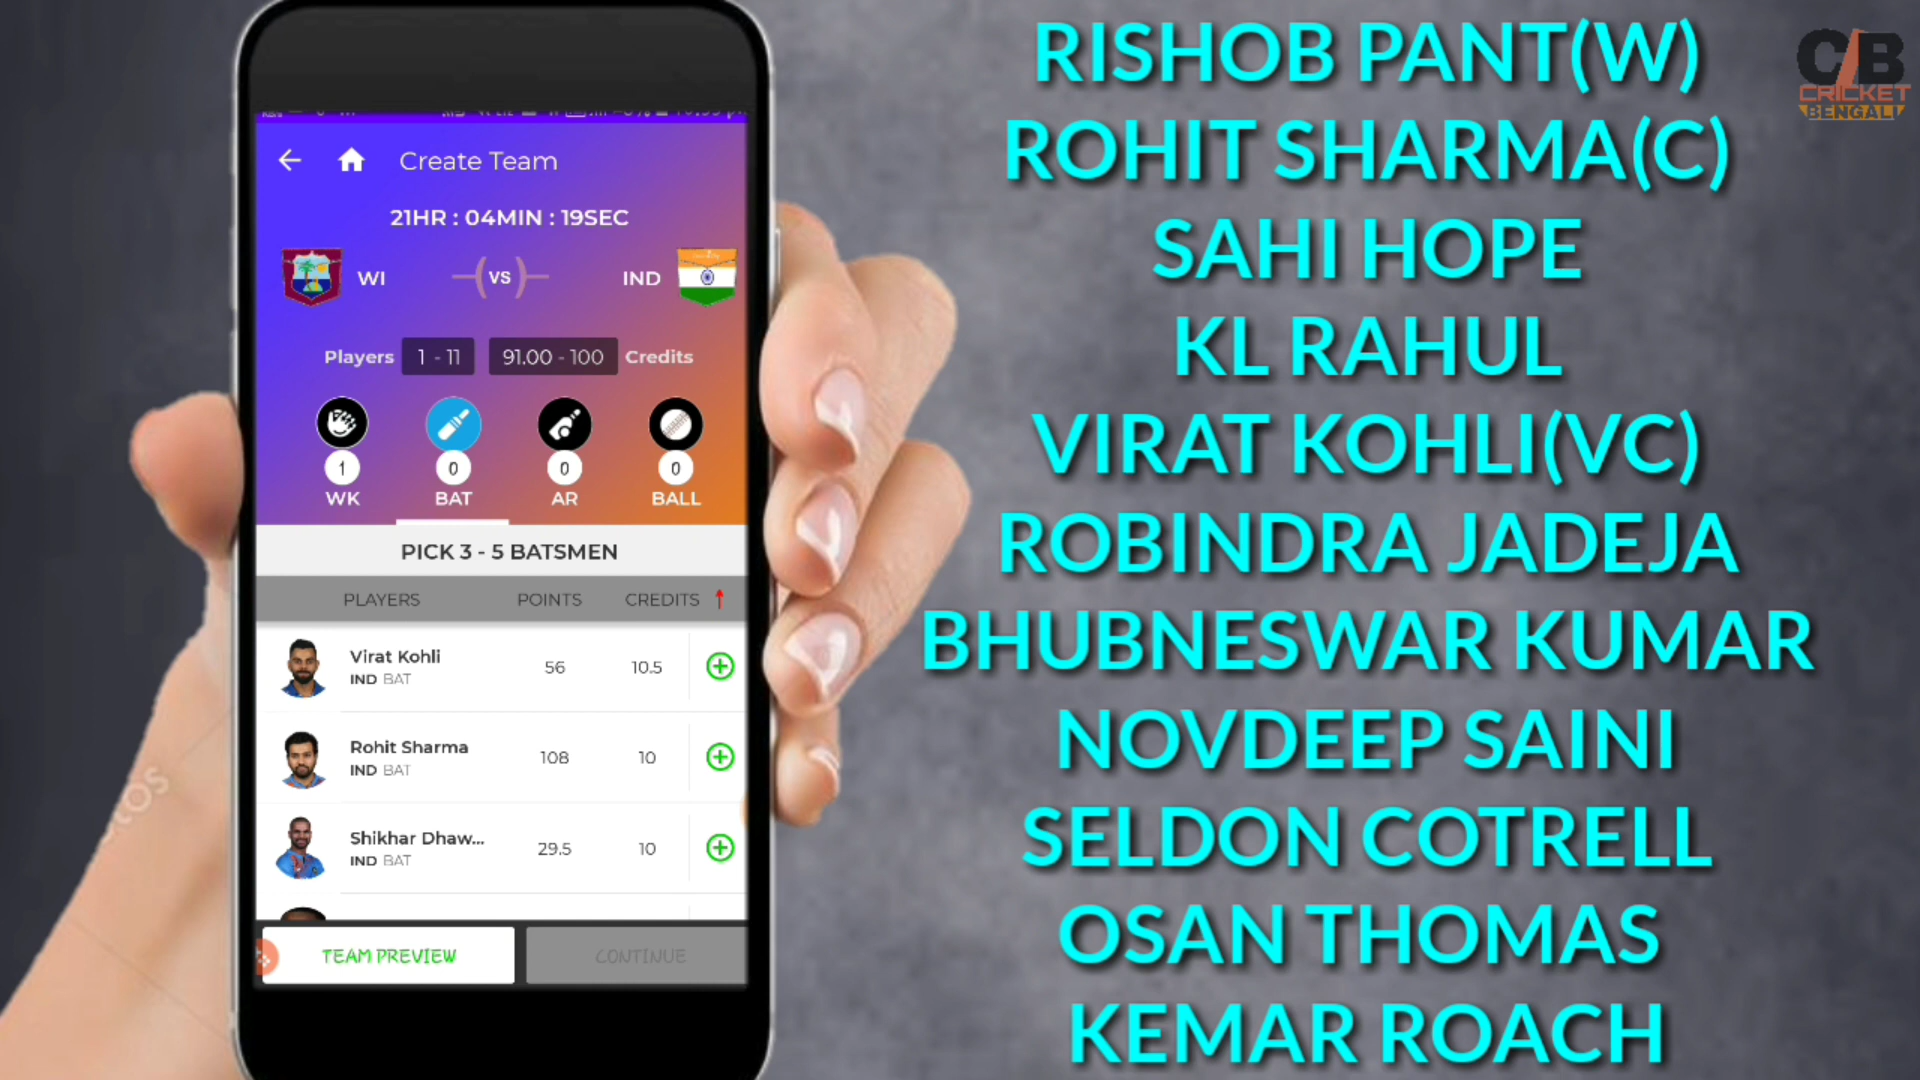 Create Team
21HR : 04MIN : 19SEC
WI VS IND
Players 1 - 11 91.00 - 100 Credits
1 0 0 0
WK BAT AR BALL
PICK 3 - 5 BATSMEN
PLAYERS POINTS CREDITS
Virat Kohli 56 10.5
IND BAT
Rohit Sharma 108 10
IND BAT
Shikhar Dhaw... 29.5 10
IND BAT
TEAM PREVIEW CONTINUE
RISHOB PANT(W)
ROHIT SHARMA(C)
SAHI HOPE
KL RAHUL
VIRAT KOHLI(VC)
ROBINDRA JADEJA
BHUBNESWAR KUMAR
NOVDEEP SAINI
SELDON COTRELL
OSAN THOMAS
KEMAR ROACH
C/B
CRICKET
BENGALI